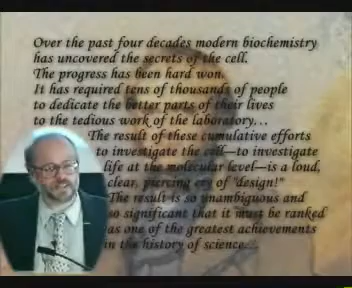 Over the past four decades modern biochemistry
has uncovered the secrets of the cell.
The progress has been hard won.
It has required tens of thousands of people
to dedicate the better parts of their lives
to the tedious work of the laboratory...
The result of these cumulative efforts
to investigate the cell—to investigate
life at the molecular level—is a loud,
clear, piercing cry of "design!"
The result is so unambiguous and
so significant that it must be ranked
as one of the greatest achievements
in the history of science...